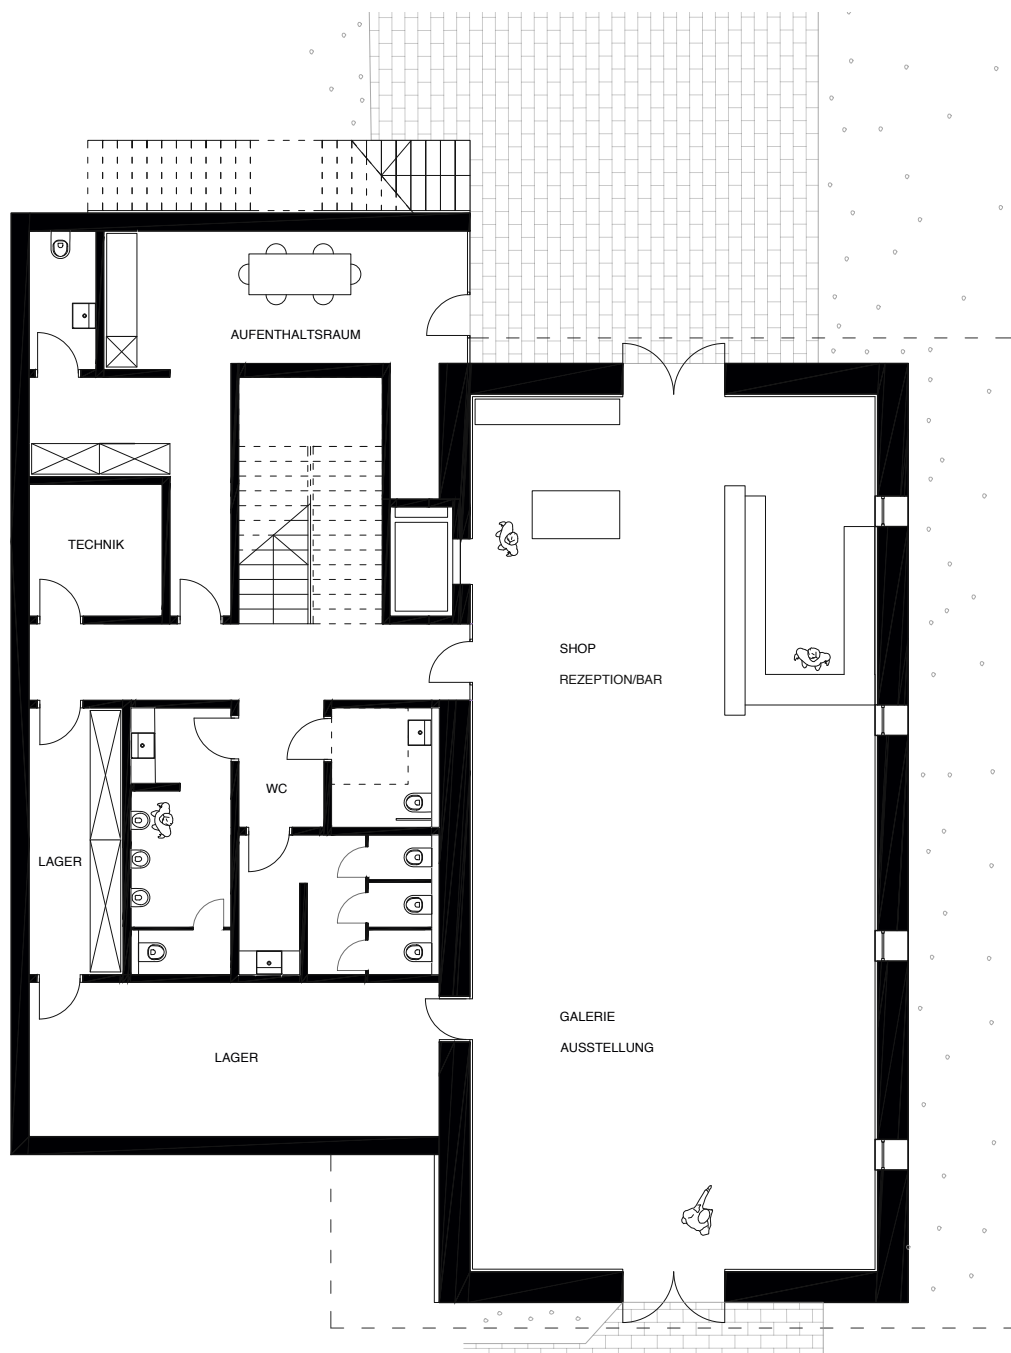 AUFENTHALTSRAUM
TECHNIK
SHOP
REZEPTION/BAR
WC
LAGER
GALERIE
AUSSTELLUNG
LAGER